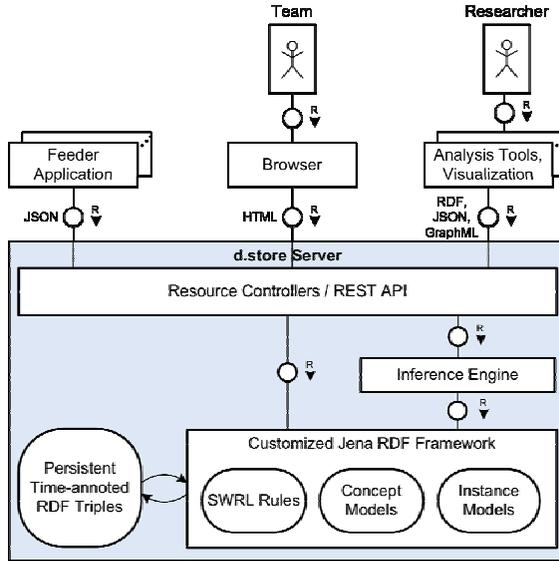 Team
Researcher
R
R
Feeder
Application
Browser
Analysis Tools,
Visualization
JSON
R
HTML
R
RDF,
JSON,
GraphML
R
d.store Server
Resource Controllers / REST API
R
R
Inference Engine
R
Customized Jena RDF Framework
Persistent
Time-annoted
RDF Triples
SWRL Rules
Concept
Models
Instance
Models